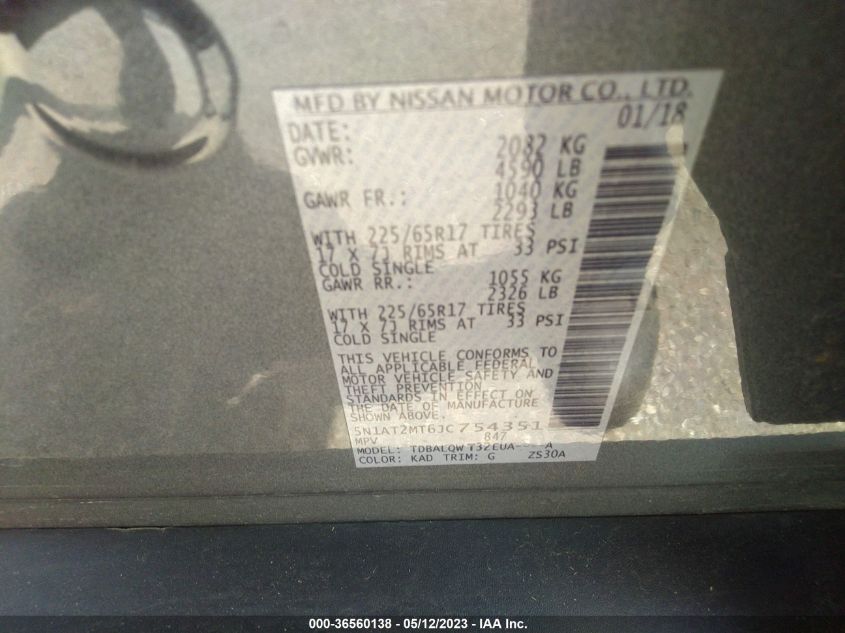 MFD BY NISSAN MOTOR CO., LTD.
DATE: 01/18
GVWR: 2082 KG
4590 LB
GAWR FR.: 1040 KG
2293 LB
WITH 225/65R17 TIRES
17 X 7J RIMS AT 33 PSI
COLD SINGLE
GAWR RR.: 1055 KG
2326 LB
WITH 225/65R17 TIRES
17 X 7J RIMS AT 33 PSI
COLD SINGLE
THIS VEHICLE CONFORMS TO
ALL APPLICABLE FEDERAL
MOTOR VEHICLE SAFETY AND
THEFT PREVENTION
STANDARDS IN EFFECT ON
THE DATE OF MANUFACTURE
SHOWN ABOVE.
5N1AT2MT6JC754351
MPV 847
MODEL: TDBALQW T32EUA A
COLOR: KAD TRIM: G ZS30A
000-36560138 - 05/12/2023 - IAA Inc.